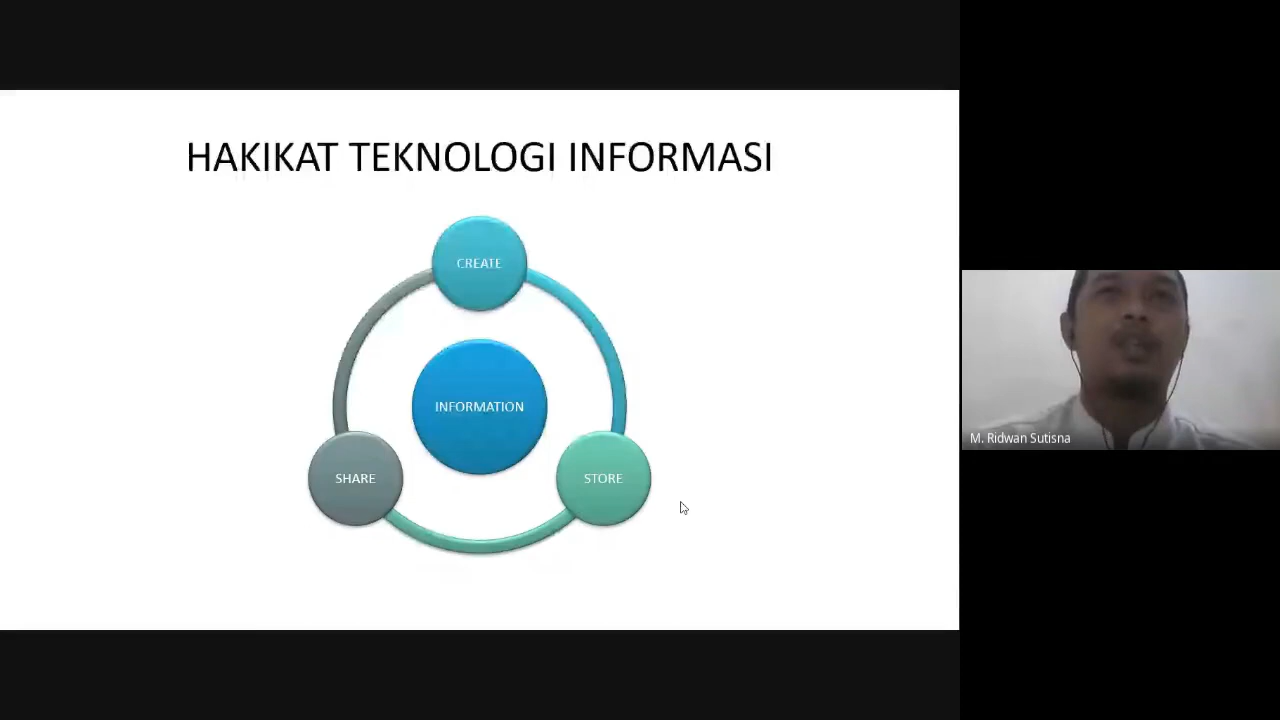 HAKIKAT TEKNOLOGI INFORMASI
CREATE
INFORMATION
SHARE
STORE
M. Ridwan Sutisna